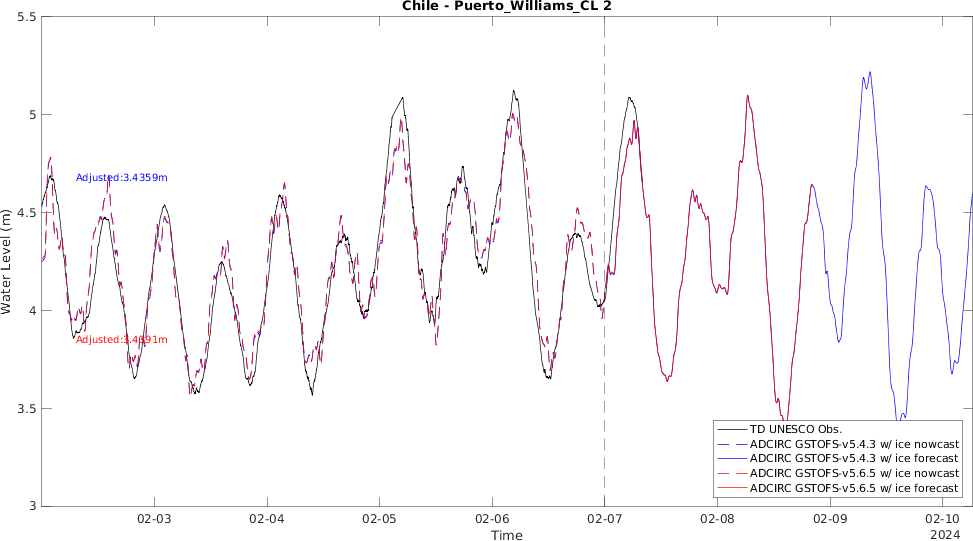 Chile - Puerto_Williams_CL 2
5.5
5
4.5
4
3.5
3
Water Level (m)
Adjusted:3.4359m
Adjusted:3.4391m
TD UNESCO Obs.
ADCIRC GSTOFS-v5.4.3 w/ ice nowcast
ADCIRC GSTOFS-v5.4.3 w/ ice forecast
ADCIRC GSTOFS-v5.6.5 w/ ice nowcast
ADCIRC GSTOFS-v5.6.5 w/ ice forecast
02-03 02-04 02-05 02-06 02-07 02-08 02-09 02-10
Time
2024